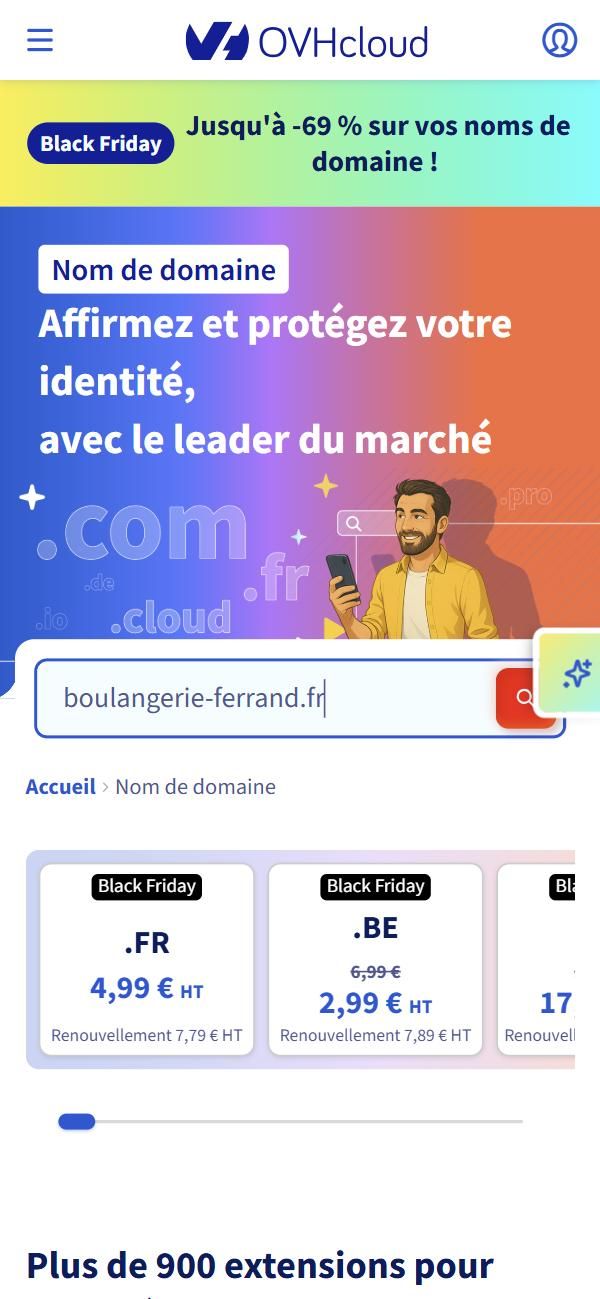 OVHcloud
Black Friday
Jusqu'à -69 % sur vos noms de
domaine !
Nom de domaine
Affirmez et protégez votre
identité,
avec le leader du marché
.pro
.com
.fr
.de
.io
.cloud
boulangerie-ferrand.fr
Accueil › Nom de domaine
Black Friday
.FR
4,99 € HT
Renouvellement 7,79 € HT
Black Friday
.BE
6,99 €
2,99 € HT
Renouvellement 7,89 € HT
Plus de 900 extensions pour